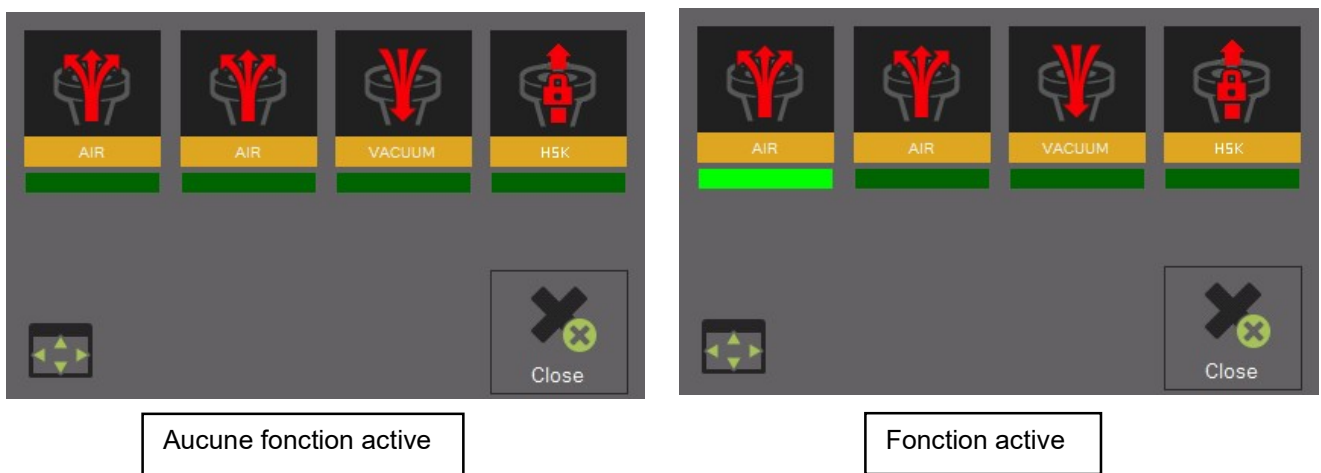 AIR AIR VACUUM HSK
Close
Aucune fonction active
AIR AIR VACUUM HSK
Close
Fonction active